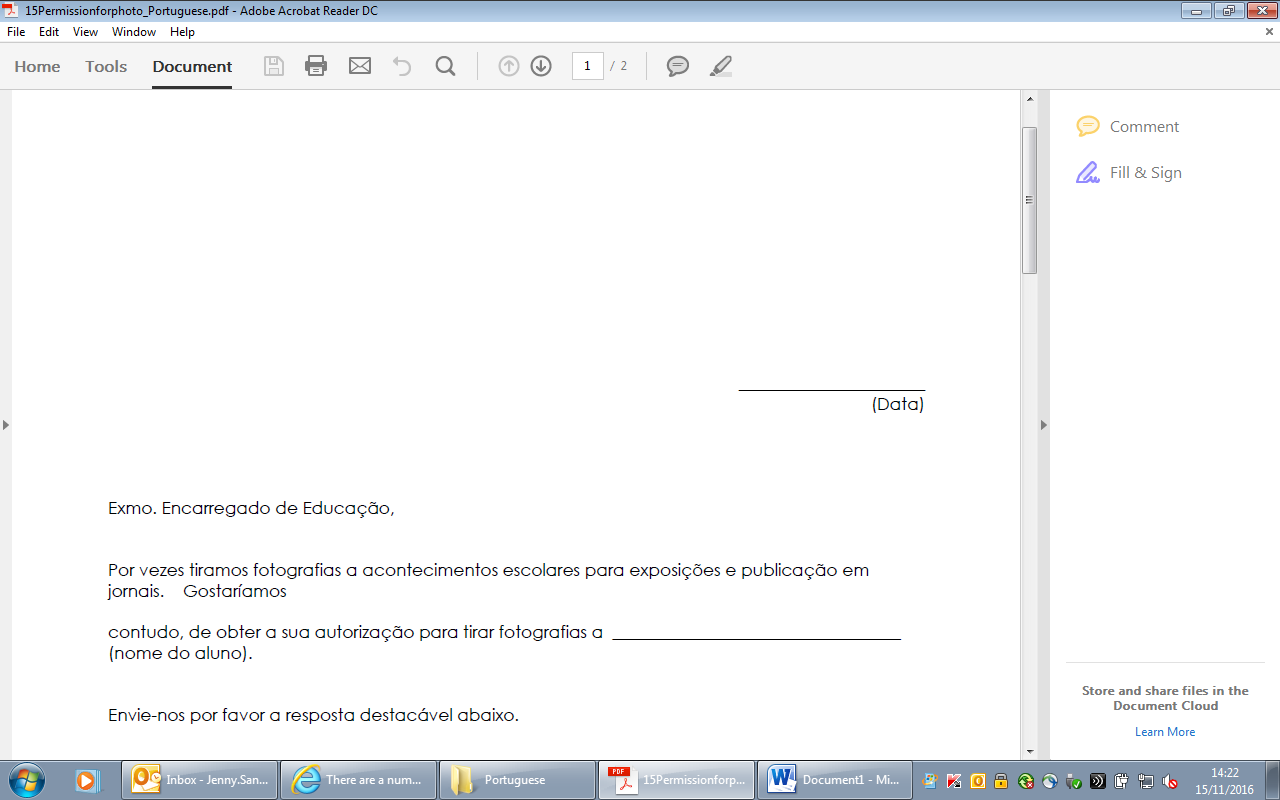 15Permissionforphoto_Portuguese.pdf - Adobe Acrobat Reader DC
File Edit View Window Help
Home Tools Document 1 / 2
Comment
Fill & Sign
(Data)
Exmo. Encarregado de Educação,
Por vezes tiramos fotografias a acontecimentos escolares para exposições e publicação em
jornais. Gostaríamos
contudo, de obter a sua autorização para tirar fotografias a
(nome do aluno).
Envie-nos por favor a resposta destacável abaixo.
Store and share files in the
Document Cloud
Learn More
Inbox - Jenny.San... There are a num... Portuguese 15Permissionforp... Document1 - Mi... 14:22
15/11/2016